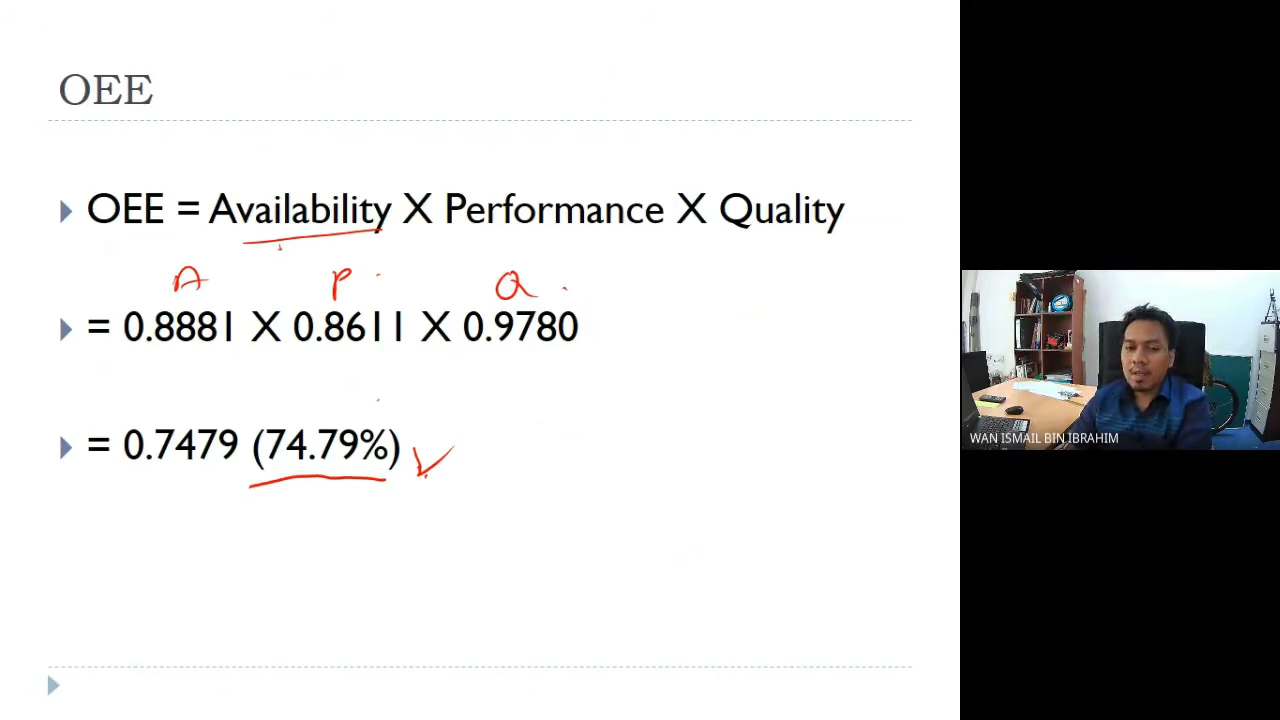 OEE
OEE = Availability X Performance X Quality
A P Q
= 0.8881 X 0.8611 X 0.9780
= 0.7479 (74.79%)
WAN ISMAIL BIN IBRAHIM